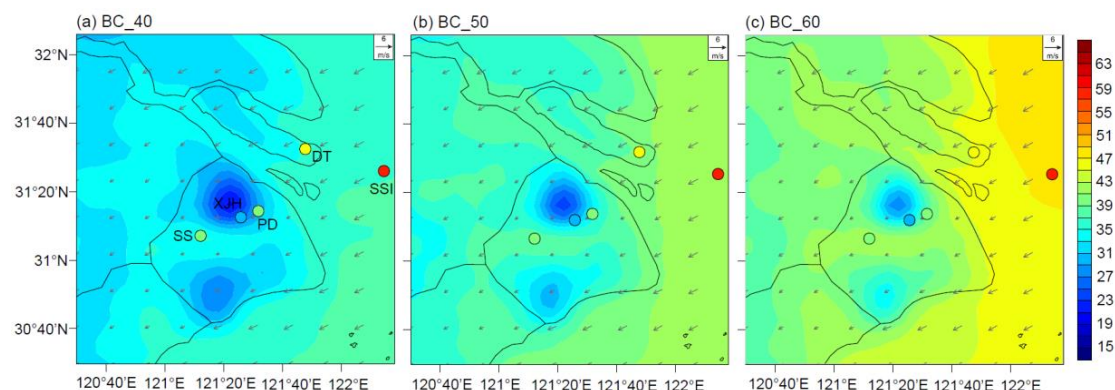 (a) BC_40
(b) BC_50
(c) BC_60
6
m/s
6
m/s
6
m/s
32°N
31°40'N
31°20'N
31°N
30°40'N
DT
SSI
XJH
PD
SS
120°40'E 121°E 121°20'E 121°40'E 122°E
120°40'E 121°E 121°20'E 121°40'E 122°E
120°40'E 121°E 121°20'E 121°40'E 122°E
63
59
55
51
47
43
39
35
31
27
23
19
15